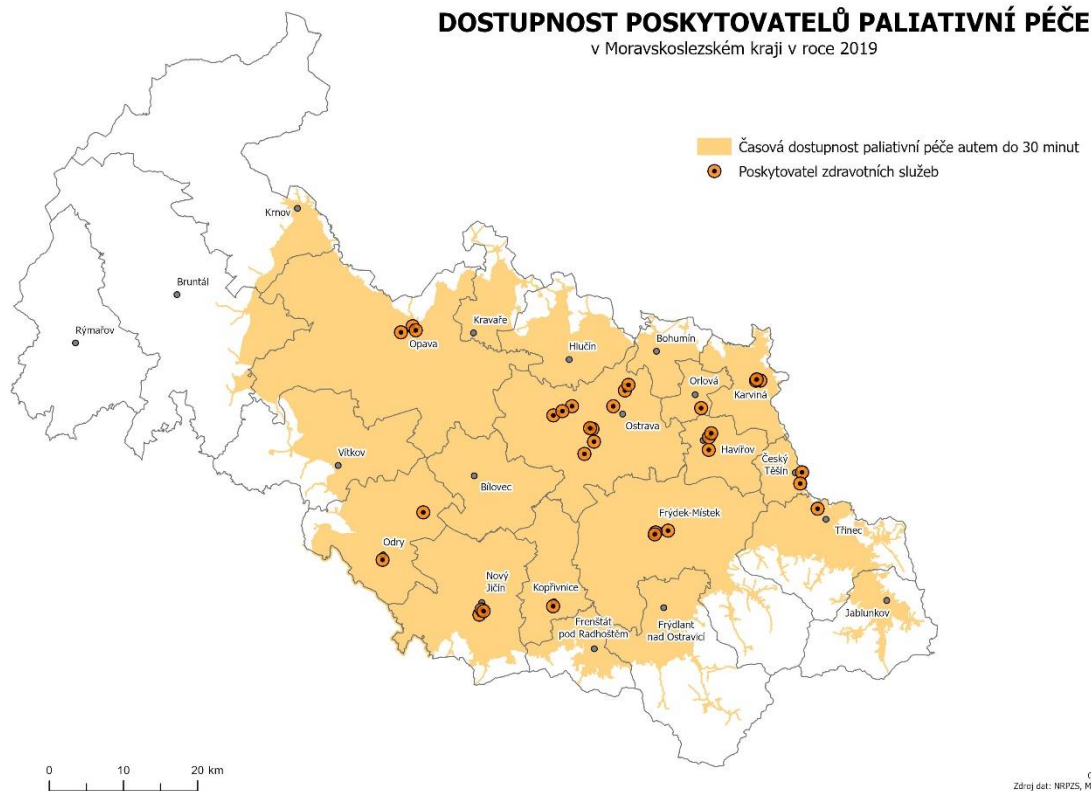 DOSTUPNOST POSKYTOVATELŮ PALIATIVNÍ PÉČE
v Moravskoslezském kraji v roce 2019
Časová dostupnost paliativní péče autem do 30 minut
Poskytovatel zdravotních služeb
Krnov
Bruntál
Rýmařov
Opava
Kravaře
Hlučín
Bohumín
Orlová
Karviná
Ostrava
Havířov
Český
Těšín
Vítkov
Bílovec
Třinec
Frýdek-Místek
Odry
Nový
Jičín
Kopřivnice
Jablunkov
Frenštát
pod Radhoštěm
Frýdlant
nad Ostravicí
0 10 20 km
Zdroj dat: NRPZS, M